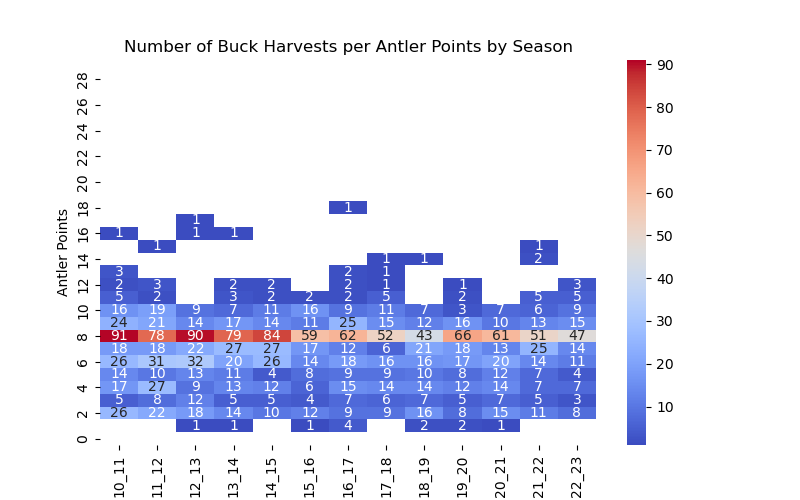 Number of Buck Harvests per Antler Points by Season
Antler Points
28
26
24
22
20
18 1
1
16 1 1 1
1 1
14 1 1 2
3 2 1
12 2 3 2 2 2 1 1 3
5 2 3 2 2 2 5 2 5 5
10 16 19 9 7 11 16 9 11 7 3 7 6 9
24 21 14 17 14 11 25 15 12 16 10 13 15
8 91 78 90 79 84 59 62 52 43 66 61 51 47
18 18 22 27 27 17 12 6 21 18 13 25 14
6 26 31 32 20 26 14 18 16 16 17 20 14 11
14 10 13 11 4 8 9 9 10 8 12 7 4
4 17 27 9 13 12 6 15 14 14 12 14 7 7
5 8 12 5 5 4 7 6 7 5 7 5 3
2 26 22 18 14 10 12 9 9 16 8 15 11 8
1 1 1 4 2 2 1
0
10_11 11_12 12_13 13_14 14_15 15_16 16_17 17_18 18_19 19_20 20_21 21_22 22_23
90
80
70
60
50
40
30
20
10